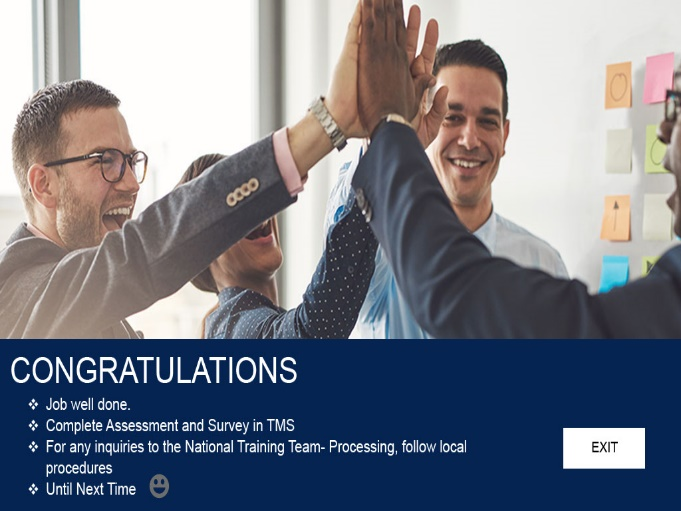 CONGRATULATIONS
❖ Job well done.
❖ Complete Assessment and Survey in TMS
❖ For any inquiries to the National Training Team- Processing, follow local
procedures
❖ Until Next Time
EXIT